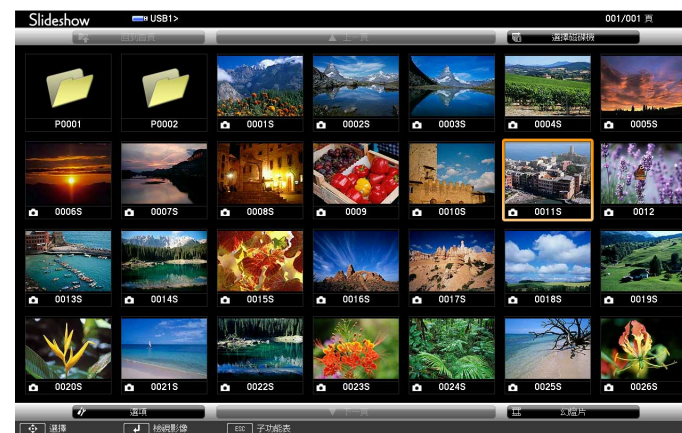 Slideshow USB1> 001/001 頁
回到首頁 ▲ 上一頁 選擇磁碟機
P0001 P0002 0001S 0002S 0003S 0004S 0005S
0006S 0007S 0008S 0009 0010S 0011S 0012
0013S 0014S 0015S 0016S 0017S 0018S 0019S
0020S 0021S 0022S 0023S 0024S 0025S 0026S
選項 ▼ 下一頁 幻燈片
選擇 檢視影像 ESC 子功能表